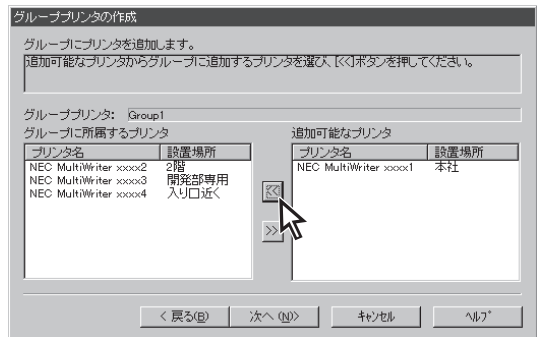 グループプリンタの作成
グループにプリンタを追加します。
追加可能なプリンタからグループに追加するプリンタを選び、[<<]ボタンを押してください。
グループプリンタ: Group1
グループに所属するプリンタ 追加可能なプリンタ
プリンタ名 設置場所 プリンタ名 設置場所
NEC MultiWriter xxxx2 2階 NEC MultiWriter xxxx1 本社
NEC MultiWriter xxxx3 開発部専用
NEC MultiWriter xxxx4 入り口近く
<<
>>
< 戻る(B) 次へ (N)> キャンセル ヘルプ